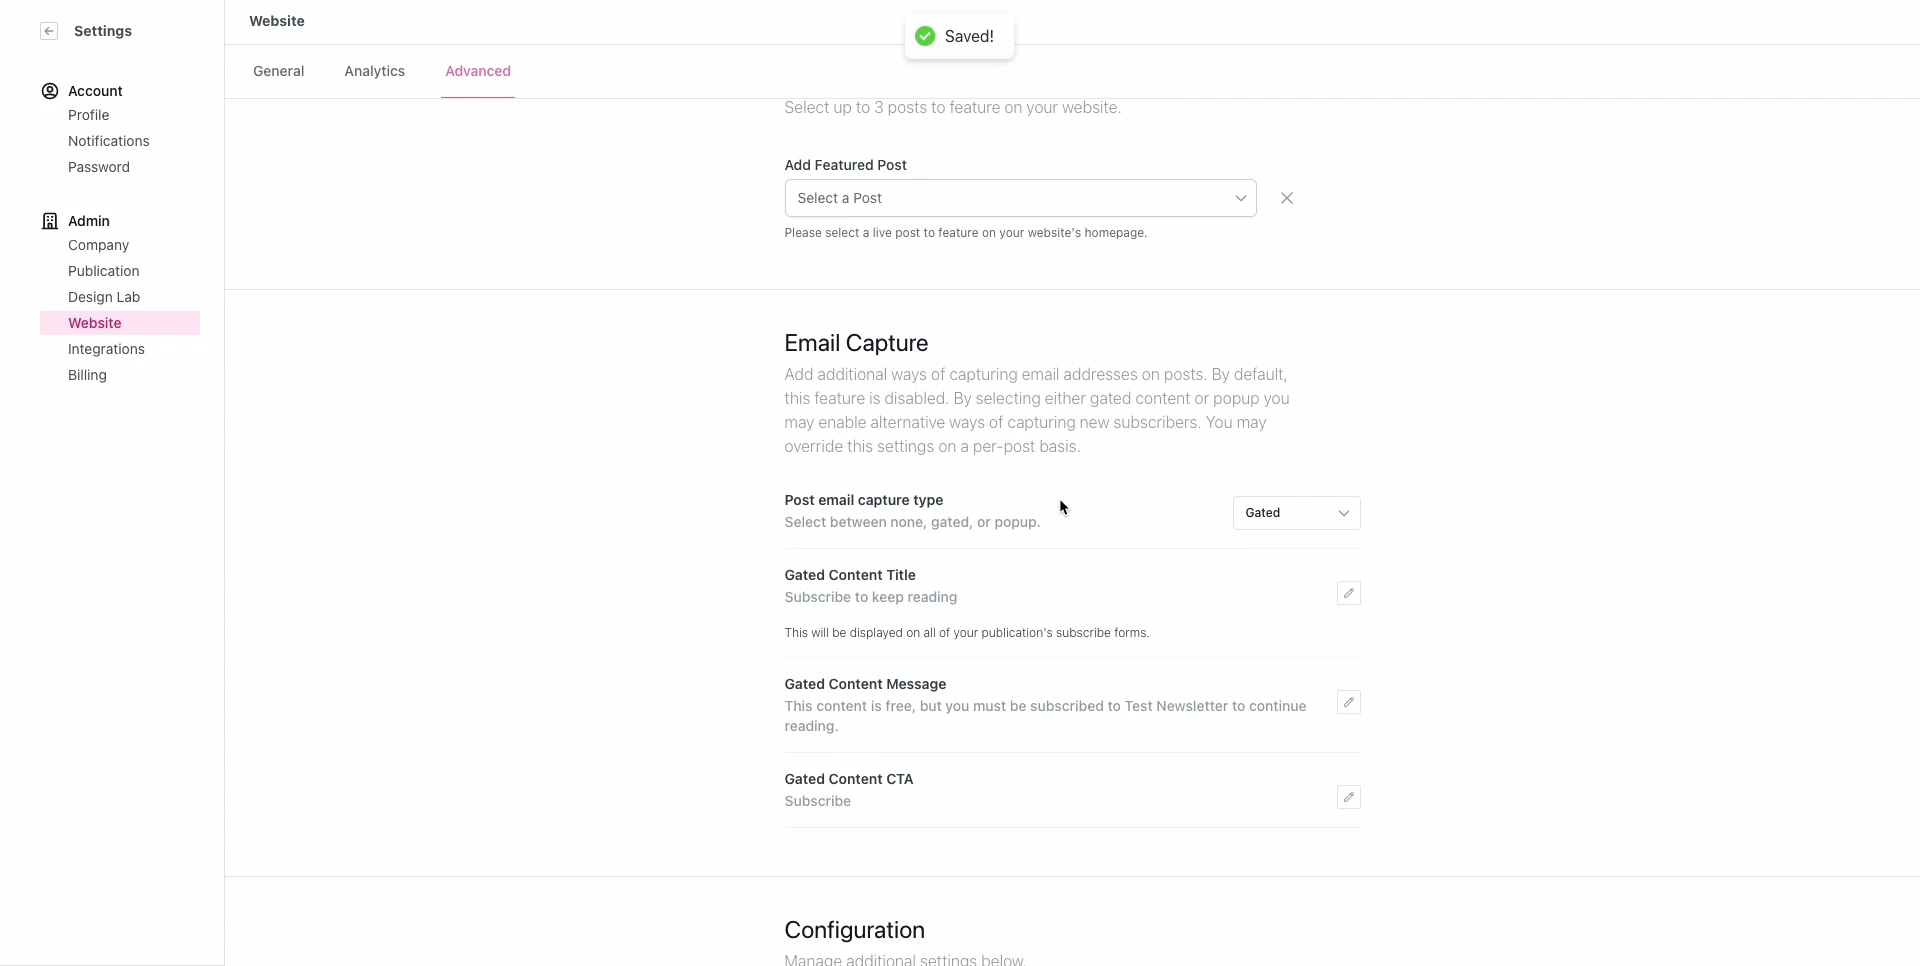 Settings
Account
Profile
Notifications
Password
Admin
Company
Publication
Design Lab
Website
Integrations
Billing
Website
Saved!
General
Analytics
Advanced
Select up to 3 posts to feature on your website.
Add Featured Post
Select a Post
Please select a live post to feature on your website's homepage.
Email Capture
Add additional ways of capturing email addresses on posts. By default,
this feature is disabled. By selecting either gated content or popup you
may enable alternative ways of capturing new subscribers. You may
override this settings on a per-post basis.
Post email capture type
Select between none, gated, or popup.
Gated
Gated Content Title
Subscribe to keep reading
This will be displayed on all of your publication's subscribe forms.
Gated Content Message
This content is free, but you must be subscribed to Test Newsletter to continue
reading.
Gated Content CTA
Subscribe
Configuration
Manage additional settings below.